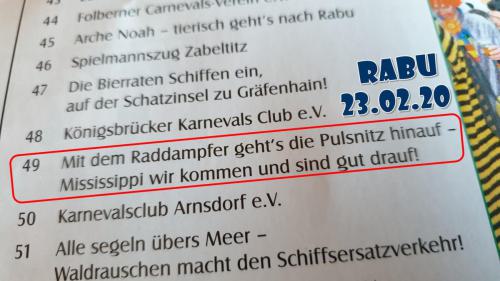 44 Folberner Carnevals-Verein
45 Arche Noah – tierisch geht's nach Rabu
46 Spielmannszug Zabeltitz
47 Die Bierraten Schiffen ein,
auf der Schatzinsel zu Gräfenhain!
RABU
23.02.20
48 Königsbrücker Karnevals Club e.V.
49 Mit dem Raddampfer geht's die Pulsnitz hinauf –
Mississippi wir kommen und sind gut drauf!
50 Karnevalsclub Arnsdorf e.V.
51 Alle segeln übers Meer –
Waldrauschen macht den Schiffsersatzverkehr!